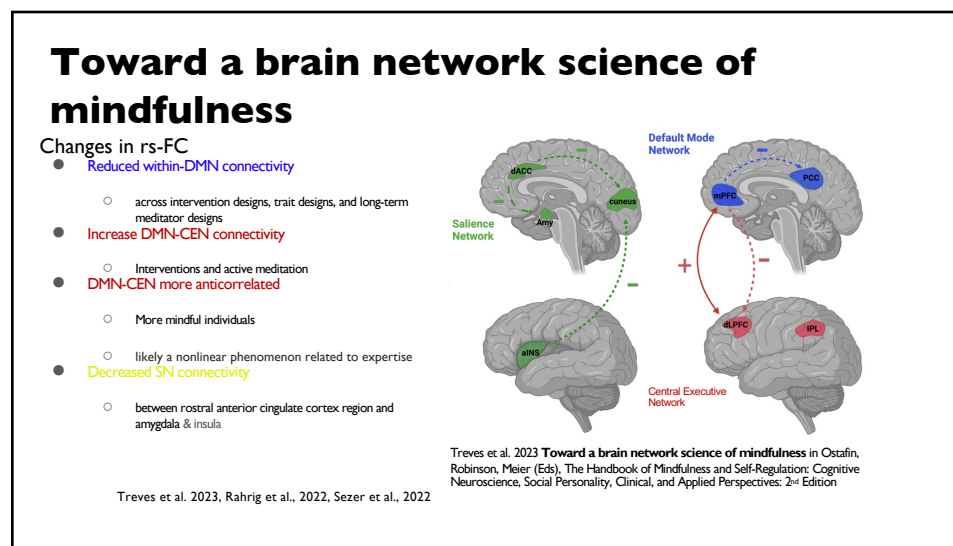 Toward a brain network science of
mindfulness
Changes in rs-FC
● Reduced within-DMN connectivity
○ across intervention designs, trait designs, and long-term
meditator designs
● Increase DMN-CEN connectivity
○ Interventions and active meditation
● DMN-CEN more anticorrelated
○ More mindful individuals
○ likely a nonlinear phenomenon related to expertise
● Decreased SN connectivity
○ between rostral anterior cingulate cortex region and
amygdala & insula
Treves et al. 2023, Rahrig et al., 2022, Sezer et al., 2022
dACC
cuneus
Amy
Salience
Network
aINS
Default Mode
Network
PCC
mPFC
dLPFC
IPL
Central Executive
Network
Treves et al. 2023 Toward a brain network science of mindfulness in Ostafin,
Robinson, Meier (Eds), The Handbook of Mindfulness and Self-Regulation: Cognitive
Neuroscience, Social Personality, Clinical, and Applied Perspectives: 2nd Edition